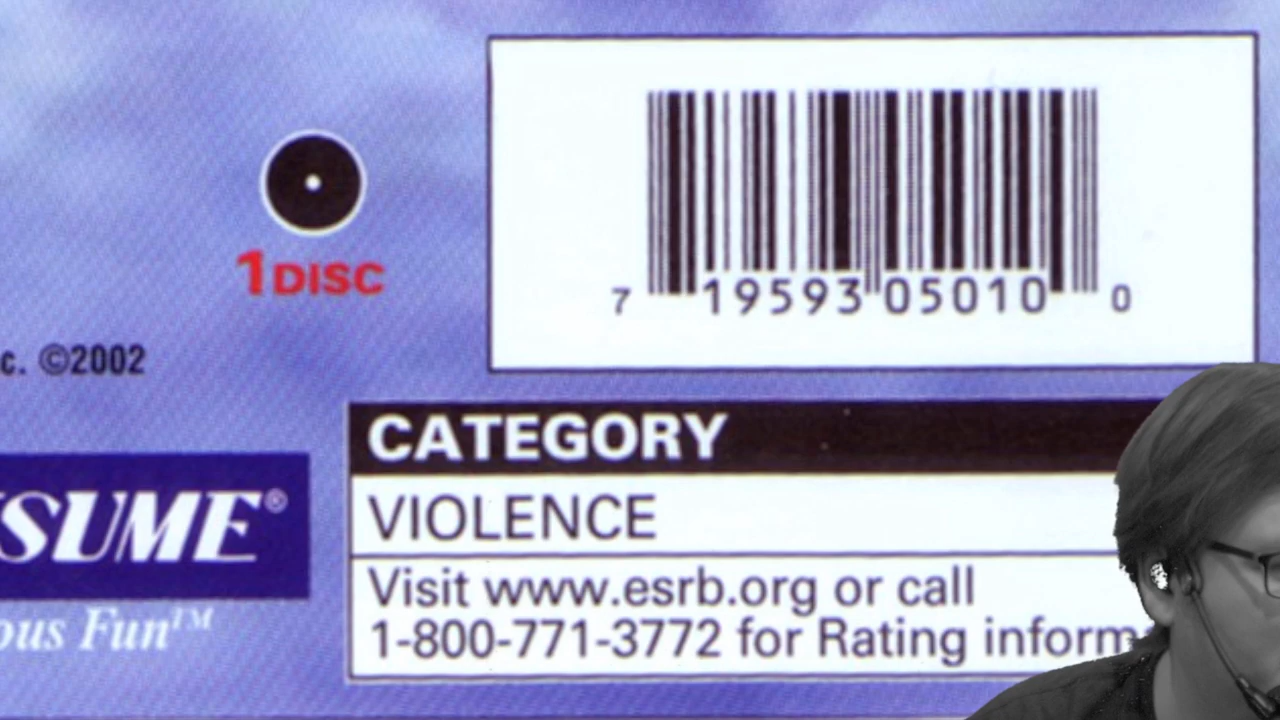 1DISC
7 19593 05010 0
c. ©2002
CATEGORY
SUME®
VIOLENCE
Visit www.esrb.org or call
ous Fun™
1-800-771-3772 for Rating inform